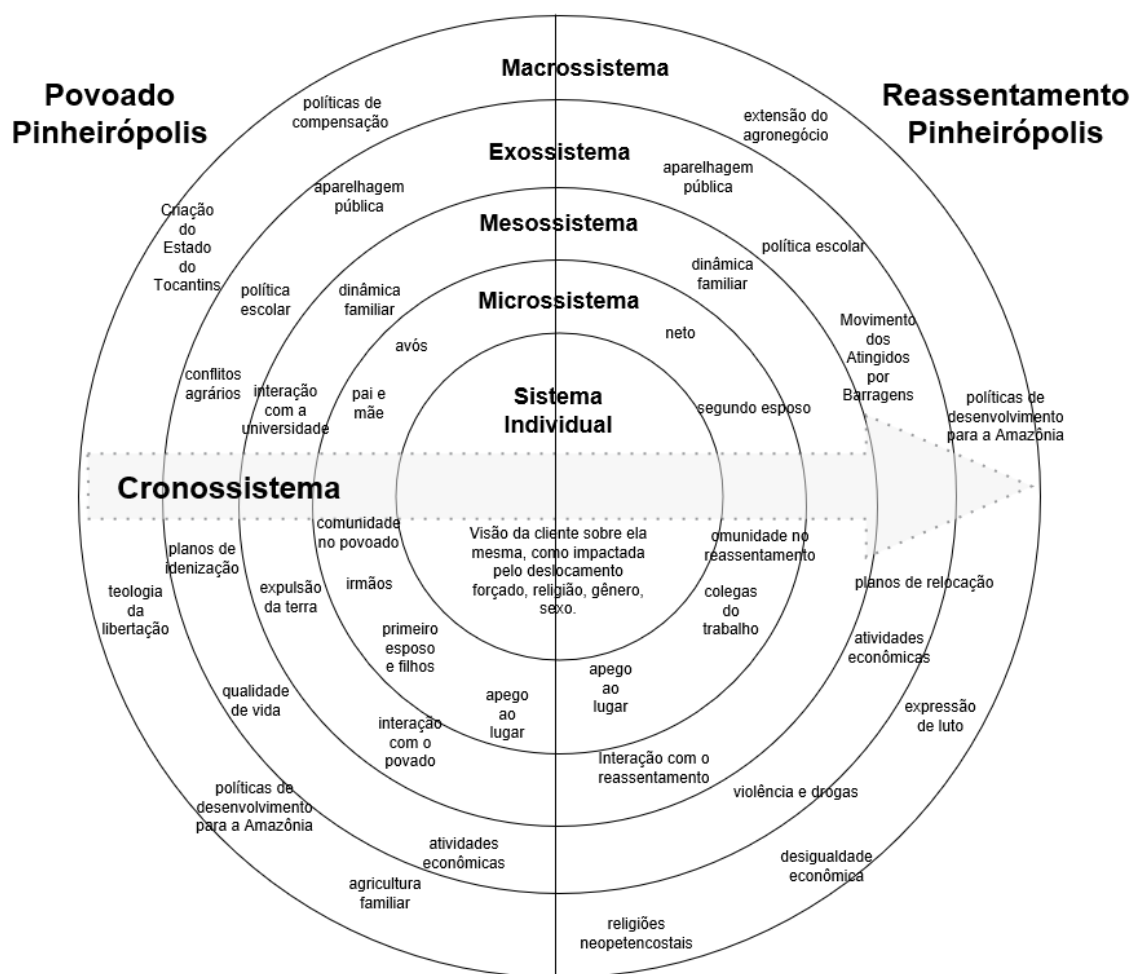 Macrossistema
Povoado
Pinheirópolis
Reassentamento
Pinheirópolis
políticas de
compensação
extensão do
agronegócio
Exossistema
aparelhagem
pública
aparelhagem
pública
Criação
do
Estado
do
Tocantins
Mesossistema
política escolar
dinâmica
familiar
política
escolar
dinâmica
familiar
Microssistema
Movimento
dos
Atingidos
por
Barragens
avós
neto
conflitos
agrários
interação
com a
universidade
pai e
mãe
Sistema
Individual
segundo esposo
políticas de
desenvolvimento
para a Amazônia
Cronossistema
comunidade
no povoado
Visão da cliente sobre ela
mesma, como impactada
pelo deslocamento
forçado, religião, gênero,
sexo.
omunidade no
reassentamento
planos de
idenização
teologia
da
libertação
expulsão
da terra
irmãos
colegas
do
trabalho
planos de relocação
primeiro
esposo
e filhos
atividades
econômicas
qualidade
de vida
apego
ao
lugar
apego
ao
lugar
expressão
de luto
interação
com o
povado
Interação com o
reassentamento
políticas de
desenvolvimento
para a Amazônia
violência e drogas
atividades
econômicas
desigualdade
econômica
agricultura
familiar
religiões
neopetencostais